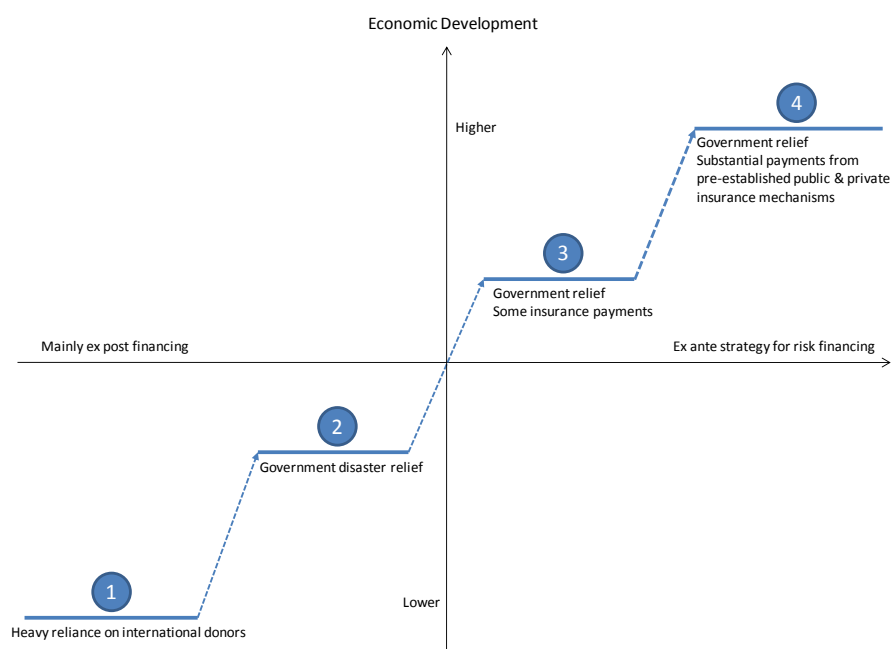 Economic Development
Higher
4
Government relief
Substantial payments from
pre-established public & private
insurance mechanisms
3
Government relief
Some insurance payments
Mainly ex post financing
Ex ante strategy for risk financing
2
Government disaster relief
1
Lower
Heavy reliance on international donors